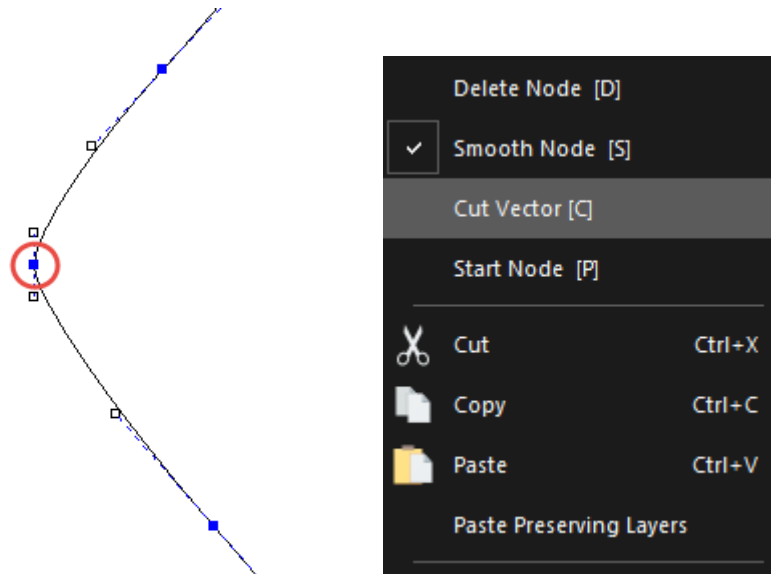 Delete Node [D]
Smooth Node [S]
Cut Vector [C]
Start Node [P]
Cut Ctrl+X
Copy Ctrl+C
Paste Ctrl+V
Paste Preserving Layers